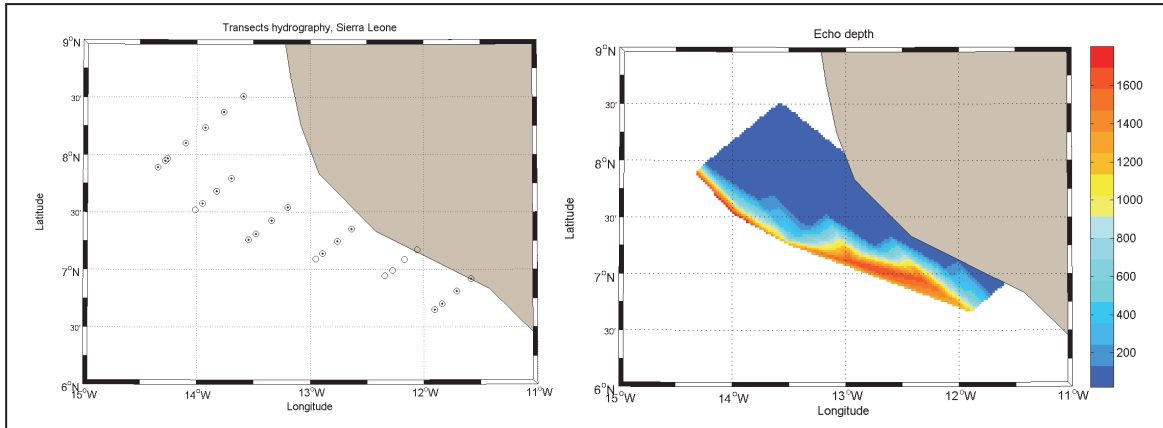 Transects hydrography, Sierra Leone
9°N
30'
8°N
30'
7°N
30'
6°N
15°W
14°W
13°W
12°W
11°W
Latitude
Longitude
Echo depth
9°N
30'
8°N
30'
7°N
30'
6°N
15°W
14°W
13°W
12°W
11°W
Latitude
Longitude
1600
1400
1200
1000
800
600
400
200